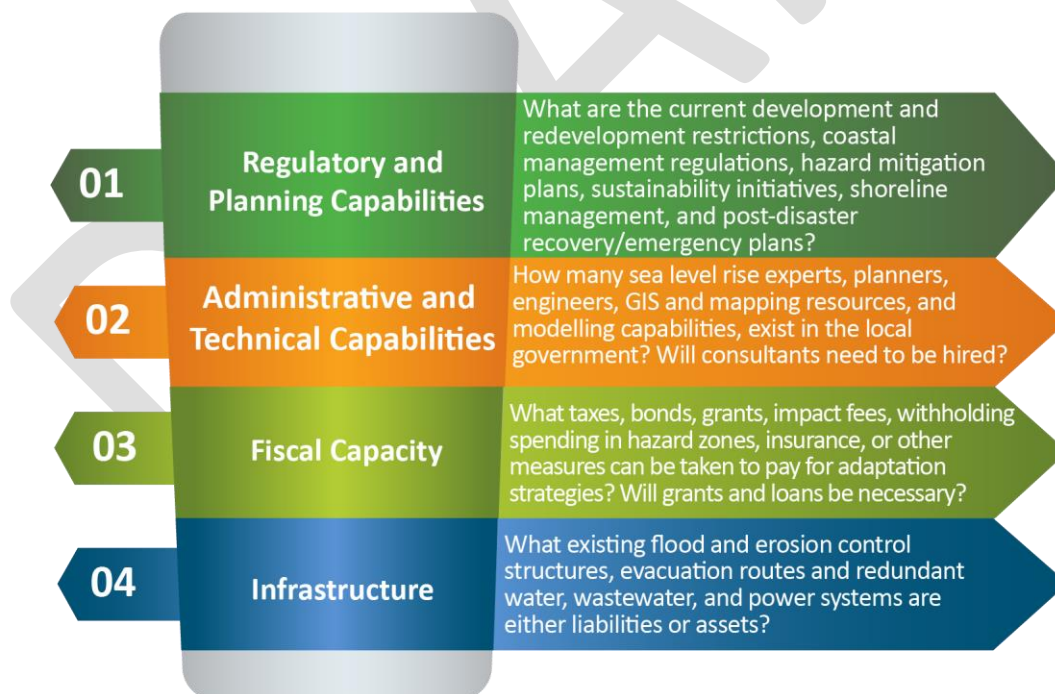 01
Regulatory and
Planning Capabilities
What are the current development and
redevelopment restrictions, coastal
management regulations, hazard mitigation
plans, sustainability initiatives, shoreline
management, and post-disaster
recovery/emergency plans?
02
Administrative and
Technical Capabilities
How many sea level rise experts, planners,
engineers, GIS and mapping resources, and
modelling capabilities, exist in the local
government? Will consultants need to be hired?
03
Fiscal Capacity
What taxes, bonds, grants, impact fees, withholding
spending in hazard zones, insurance, or other
measures can be taken to pay for adaptation
strategies? Will grants and loans be necessary?
04
Infrastructure
What existing flood and erosion control
structures, evacuation routes and redundant
water, wastewater, and power systems are
either liabilities or assets?